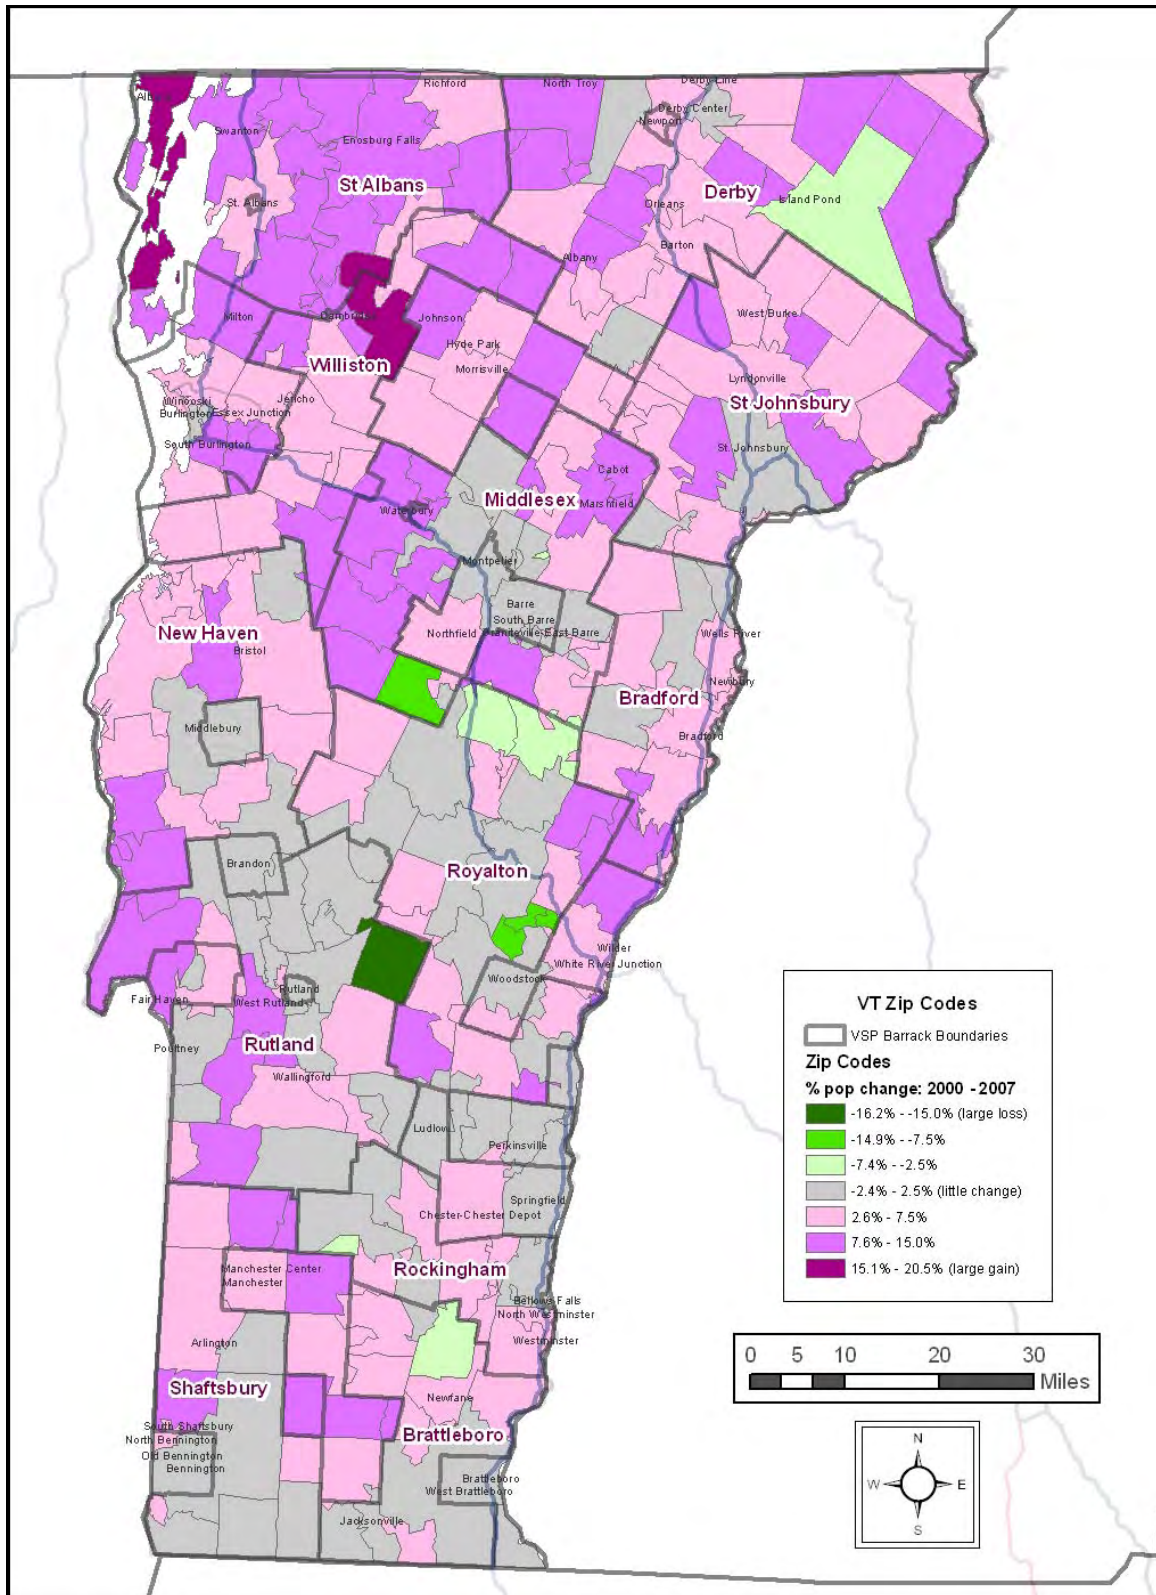 Richford
North Troy
Derby Line
Derby Center
Newport
Swanton
Enosburg Falls
St Albans
Derby
St. Albans
Island Pond
Orleans
Barton
Albany
West Burke
Milton
Johnson
Hyde Park
Morrisville
Williston
Lyndonville
St Johnsbury
Jericho
Winooski
Burlington
Essex Junction
South Burlington
St. Johnsbury
Cabot
Middlesex
Marshfield
Waterbury
Montpelier
Barre
South Barre
Northfield
Graniteville-East Barre
Wells River
New Haven
Bristol
Newbury
Bradford
Bradford
Middlebury
Brandon
Royalton
Wilder
White River Junction
Woodstock
Rutland
Fair Haven
West Rutland
Poultney
Rutland
Wallingford
Ludlow
Perkinsville
Springfield
Chester-Chester Depot
Manchester Center
Manchester
Rockingham
Bellows Falls
North Westminster
Westminster
Arlington
Shaftsbury
Newfane
South Shaftsbury
North Bennington
Brattleboro
Old Bennington
Bennington
Brattleboro
West Brattleboro
Jacksonville
VT Zip Codes
VSP Barrack Boundaries
Zip Codes
% pop change: 2000 - 2007
-16.2% - -15.0% (large loss)
-14.9% - -7.5%
-7.4% - -2.5%
-2.4% - 2.5% (little change)
2.6% - 7.5%
7.6% - 15.0%
15.1% - 20.5% (large gain)
0 5 10 20 30
Miles
N
W E
S